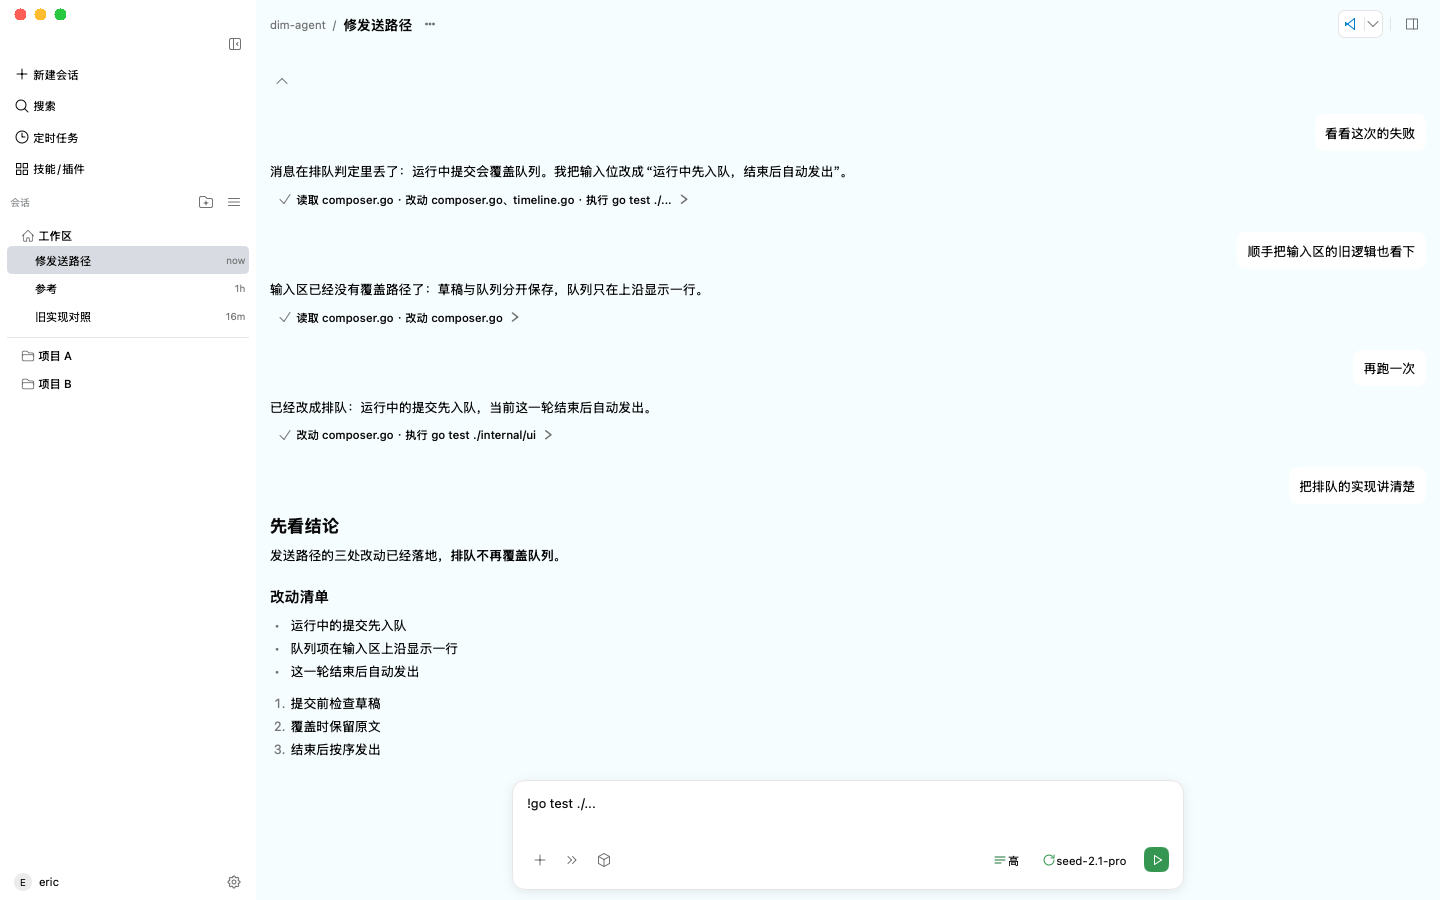 dim-agent / 修发送路径 ···
新建会话
搜索
定时任务
技能/插件
会话
工作区
修发送路径 now
参考 1h
旧实现对照 16m
项目 A
项目 B
E eric
看看这次的失败
消息在排队判定里丢了：运行中提交会覆盖队列。我把输入位改成“运行中先入队，结束后自动发出”。
读取 composer.go · 改动 composer.go、timeline.go · 执行 go test ./...
顺手把输入区的旧逻辑也看下
输入区已经没有覆盖路径了：草稿与队列分开保存，队列只在上沿显示一行。
读取 composer.go · 改动 composer.go
再跑一次
已经改成排队：运行中的提交先入队，当前这一轮结束后自动发出。
改动 composer.go · 执行 go test ./internal/ui
把排队的实现讲清楚
先看结论
发送路径的三处改动已经落地，排队不再覆盖队列。
改动清单
• 运行中的提交先入队
• 队列项在输入区上沿显示一行
• 这一轮结束后自动发出
1. 提交前检查草稿
2. 覆盖时保留原文
3. 结束后按序发出
!go test ./...
高 seed-2.1-pro